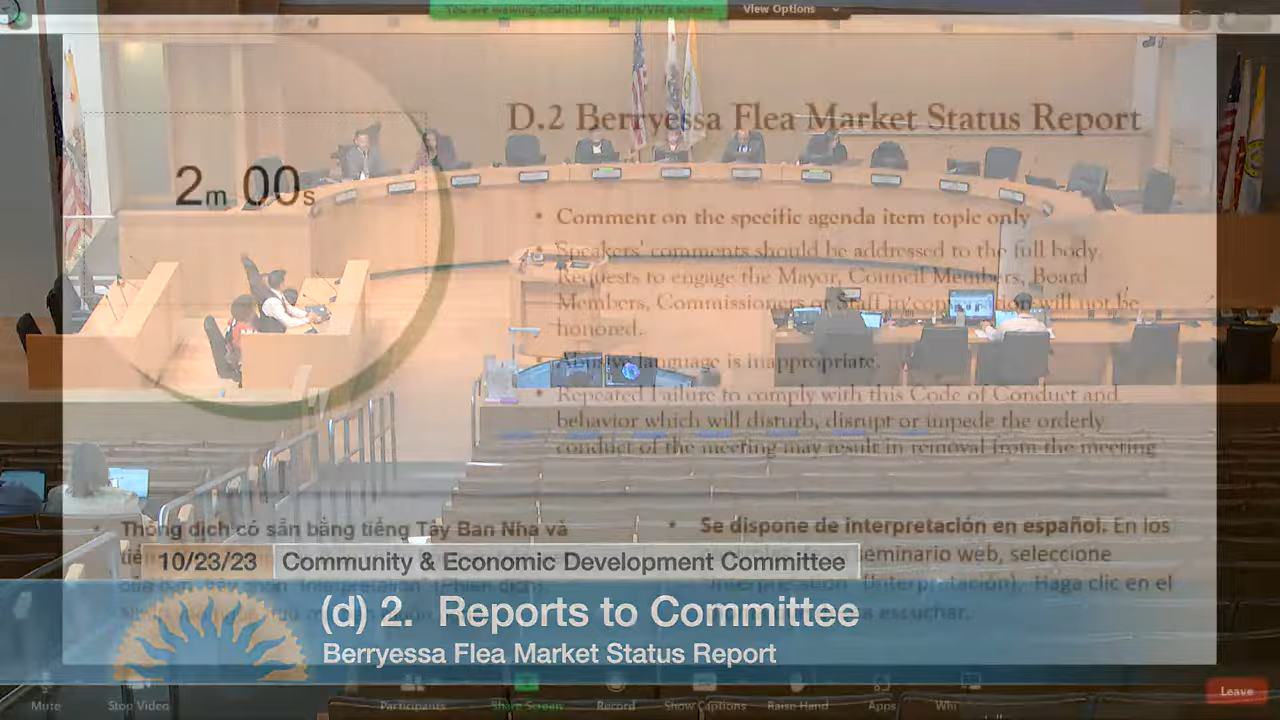 You are viewing Council Chambers/VH's screen
View Options
D.2 Berryessa Flea Market Status Report
2m 00s
• Comment on the specific agenda item topic only
• Speakers' comments should be addressed to the full body.
Requests to engage the Mayor, Council Members, Board
Members, Commissioners or Staff in conversation will not be
honored.
• Abusive language is inappropriate.
• Repeated Failure to comply with this Code of Conduct and
behavior which will disturb, disrupt or impede the orderly
conduct of the meeting may result in removal from the meeting
• Thông dịch có sẵn bằng tiếng Tây Ban Nha và
• Se dispone de interpretación en español. En los
seminario web, seleccione
(Interpretación). Haga clic en el
escuchar.
10/23/23
Community & Economic Development Committee
(d) 2. Reports to Committee
Berryessa Flea Market Status Report
Mute
Stop Video
Participants
Share Screen
Record
Show Captions
Raise Hand
Apps
Leave